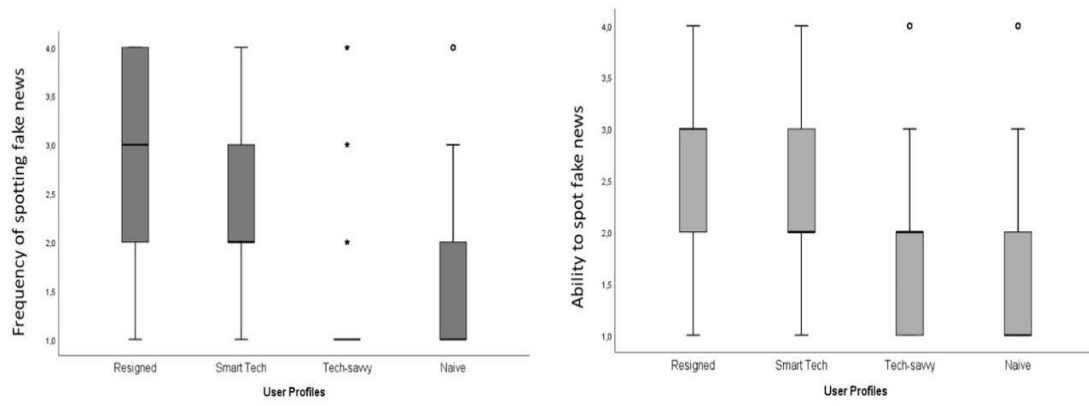 Frequency of spotting fake news
4,0
3,5
3,0
2,5
2,0
1,5
1,0
Resigned Smart Tech Tech-savvy Naive
User Profiles
Ability to spot fake news
4,0
3,5
3,0
2,5
2,0
1,5
1,0
Resigned Smart Tech Tech-savvy Naive
User Profiles